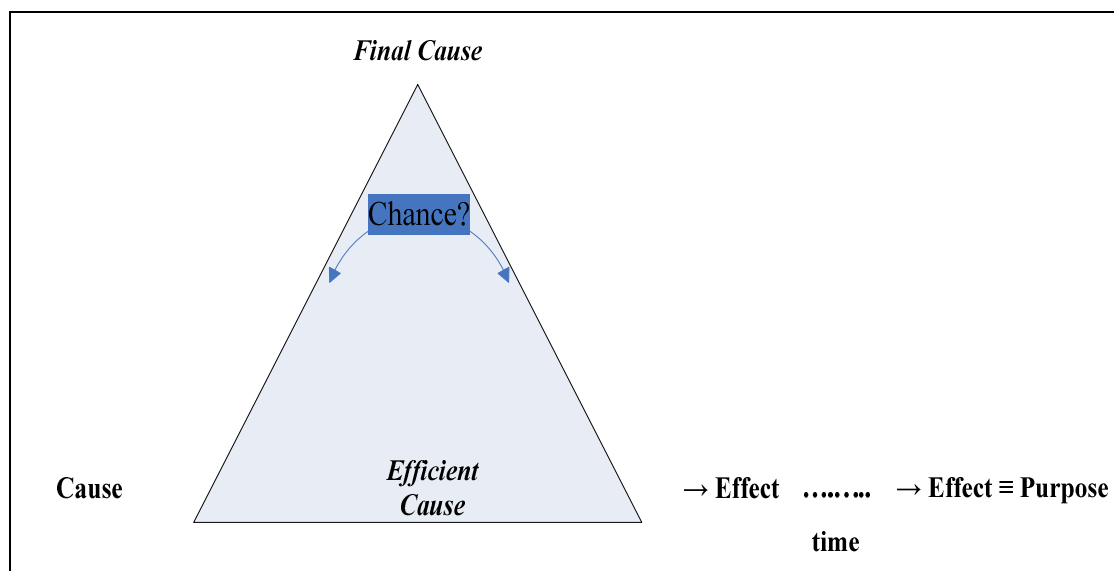 Final Cause
Chance?
Efficient
Cause
Cause
→ Effect ……... → Effect ≡ Purpose
time